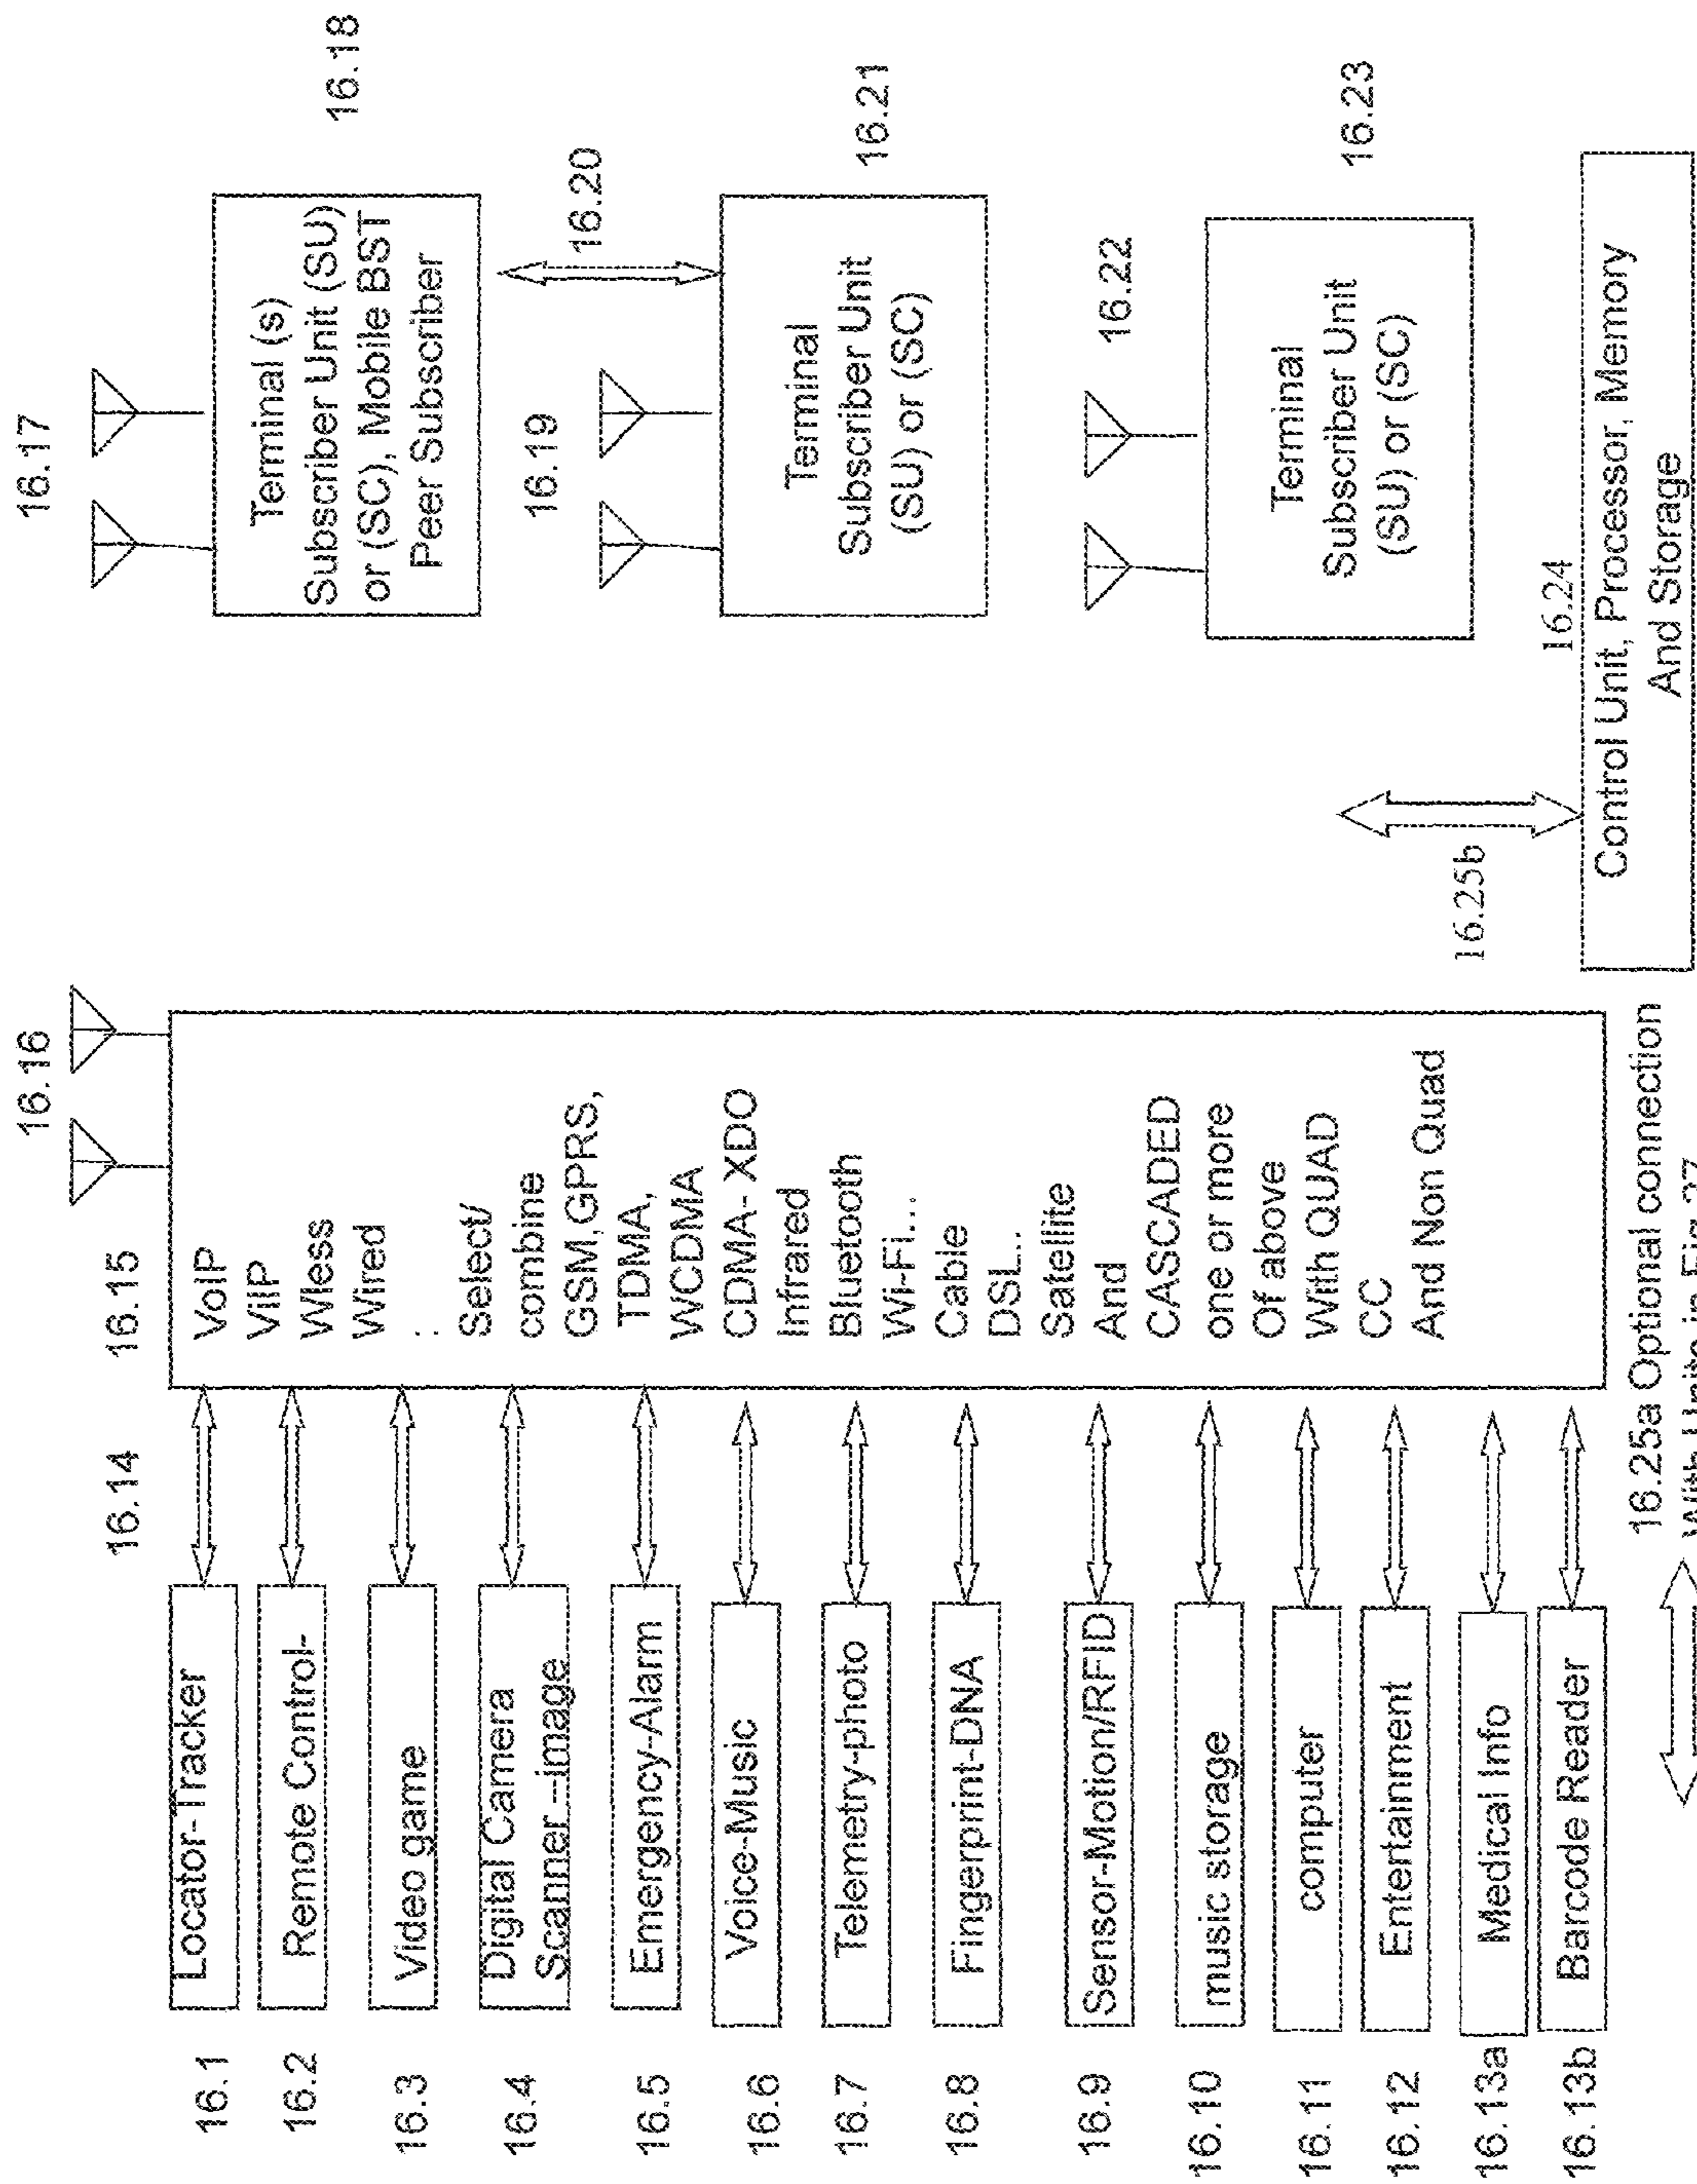 16.1
Locator-Tracker
16.2
Remote Control-
16.3
Video game
16.4
Digital Camera
Scanner –image
16.5
Emergency-Alarm
16.6
Voice-Music
16.7
Telemetry-photo
16.8
Fingerprint-DNA
16.9
Sensor-Motion/RFID
16.10
music storage
16.11
computer
16.12
Entertainment
16.13a
Medical Info
16.13b
Barcode Reader
16.14
16.15
16.16
VoIP
ViIP
Wless
Wired
:
Select/
combine
GSM,GPRS,
TDMA,
WCDMA
CDMA- XDO
Infrared
Bluetooth
Wi-Fi...
Cable
DSL..
Satellite
And
CASCADED
one or more
Of above
With QUAD
CC
And Non Quad
16.25a Optional connection
With Units in Fig 27
16.17
16.18
Terminal (s)
Subscriber Unit (SU)
or (SC), Mobile BST
Peer Subscriber
16.20
16.19
16.21
Terminal
Subscriber Unit
(SU) or (SC)
16.22
16.23
Terminal
Subscriber Unit
(SU) or (SC)
16.25b
16.24
Control Unit, Processor, Memory
And Storage